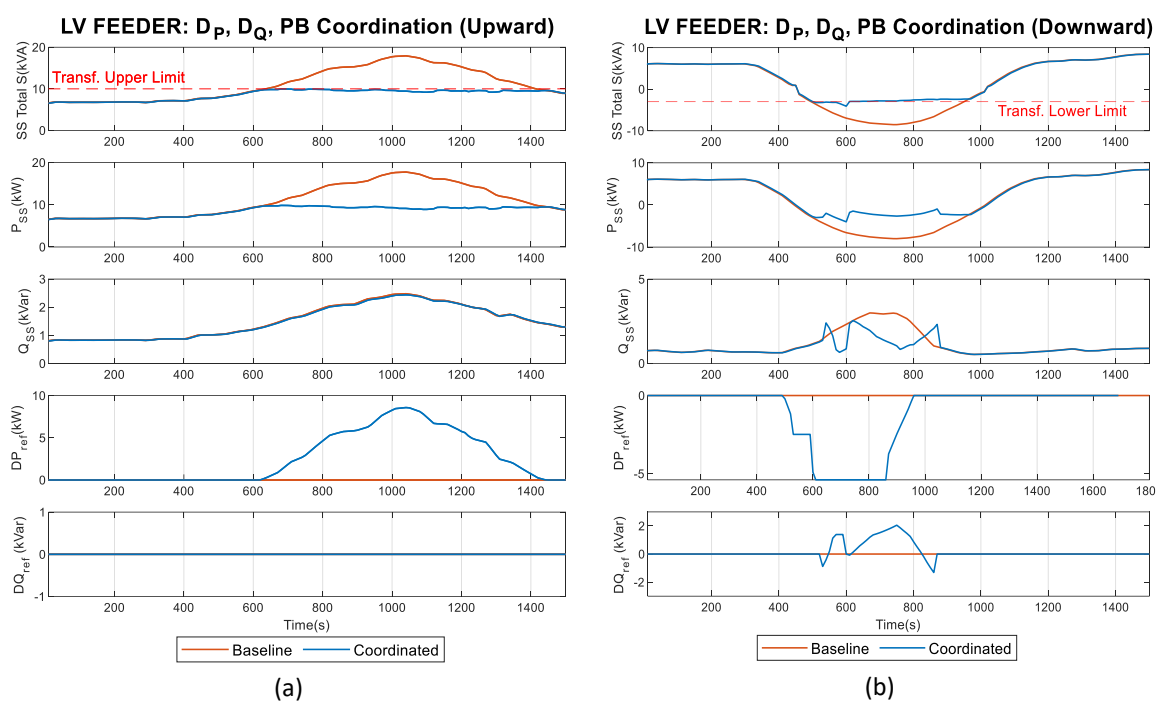 LV FEEDER: DP, DQ, PB Coordination (Upward)
20
10
0
SS Total S(kVA)
Transf. Upper Limit
200 400 600 800 1000 1200 1400
20
10
0
PSS(kW)
200 400 600 800 1000 1200 1400
3
2
1
0
QSS(kVar)
200 400 600 800 1000 1200 1400
10
5
0
DPref(kW)
200 400 600 800 1000 1200 1400
1
0
-1
DQref (kVar)
200 400 600 800 1000 1200 1400
Time(s)
Baseline Coordinated
(a)
LV FEEDER: DP, DQ, PB Coordination (Downward)
10
0
-10
SS Total S(kVA)
Transf. Lower Limit
200 400 600 800 1000 1200 1400
10
0
-10
PSS(kW)
200 400 600 800 1000 1200 1400
5
0
QSS(kVar)
200 400 600 800 1000 1200 1400
0
-5
DPref(kW)
200 400 600 800 1000 1200 1400 1600 180
2
0
-2
DQref (kVar)
200 400 600 800 1000 1200 1400
Time(s)
Baseline Coordinated
(b)